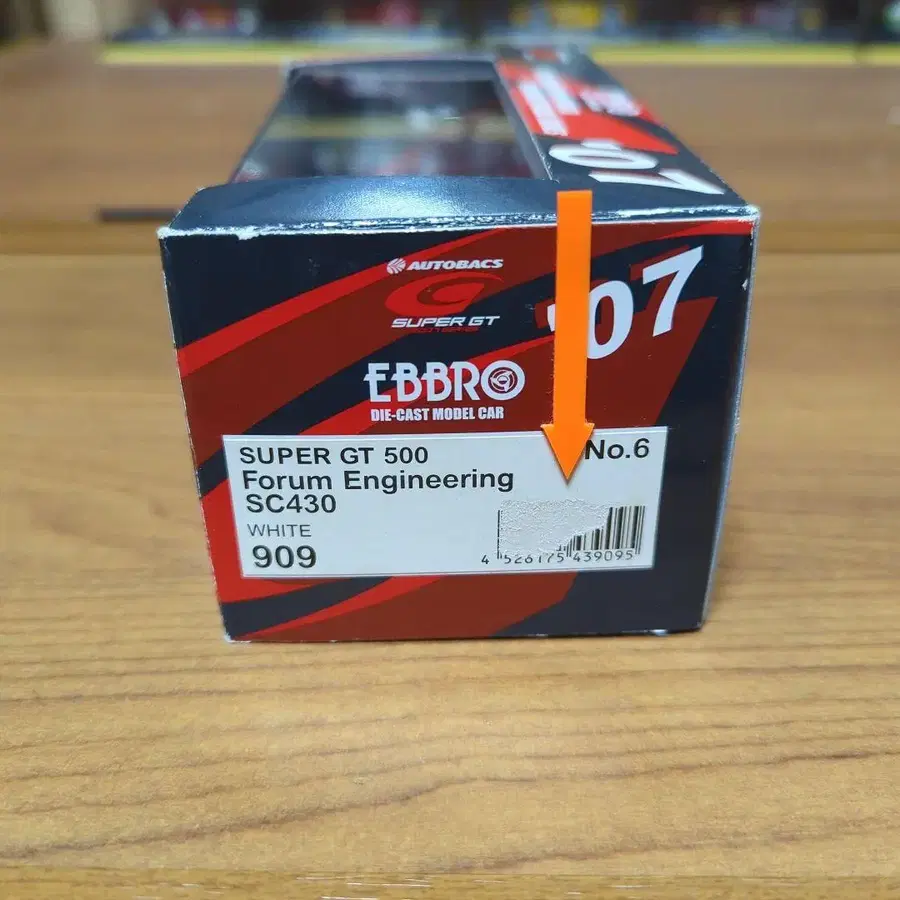 '07
AUTOBACS
SUPER GT
'07
EBBRO
DIE-CAST MODEL CAR
SUPER GT 500 No.6
Forum Engineering
SC430
WHITE
909
4 526175 439095